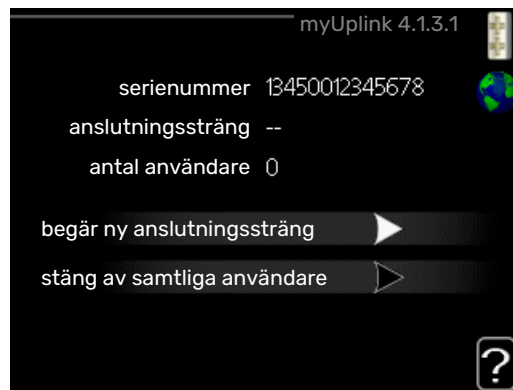 myUplink 4.1.3.1
serienummer 13450012345678
anslutningssträng --
antal användare 0
begär ny anslutningssträng
stäng av samtliga användare
?